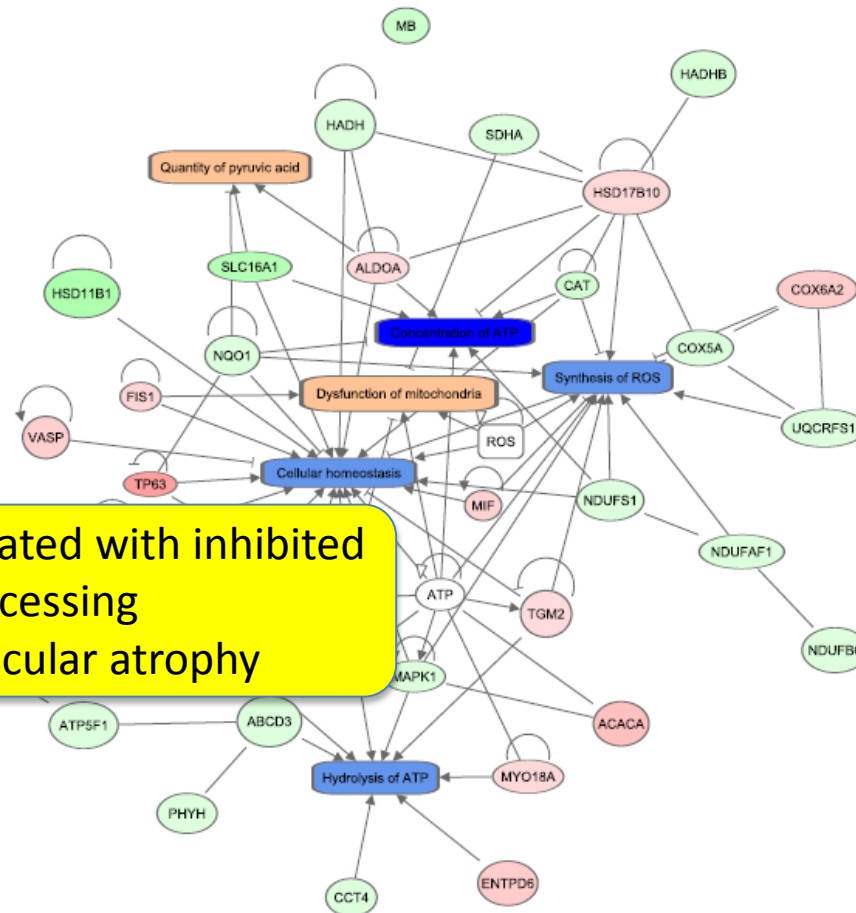 MB
HADHB
HADH
SDHA
Quantity of pyruvic acid
HSD17B10
SLC16A1
ALDOA
CAT
HSD11B1
COX6A2
Concentration of ATP
NQO1
COX5A
Synthesis of ROS
FIS1
Dysfunction of mitochondria
UQCRFS1
VASP
ROS
Cellular homeostasis
TP63
MIF
NDUFS1
ated with inhibited
NDUFAF1
cessing
ATP
TGM2
cular atrophy
NDUFB6
MAPK1
ATP5F1
ABCD3
ACACA
Hydrolysis of ATP
MYO18A
PHYH
CCT4
ENTPD6